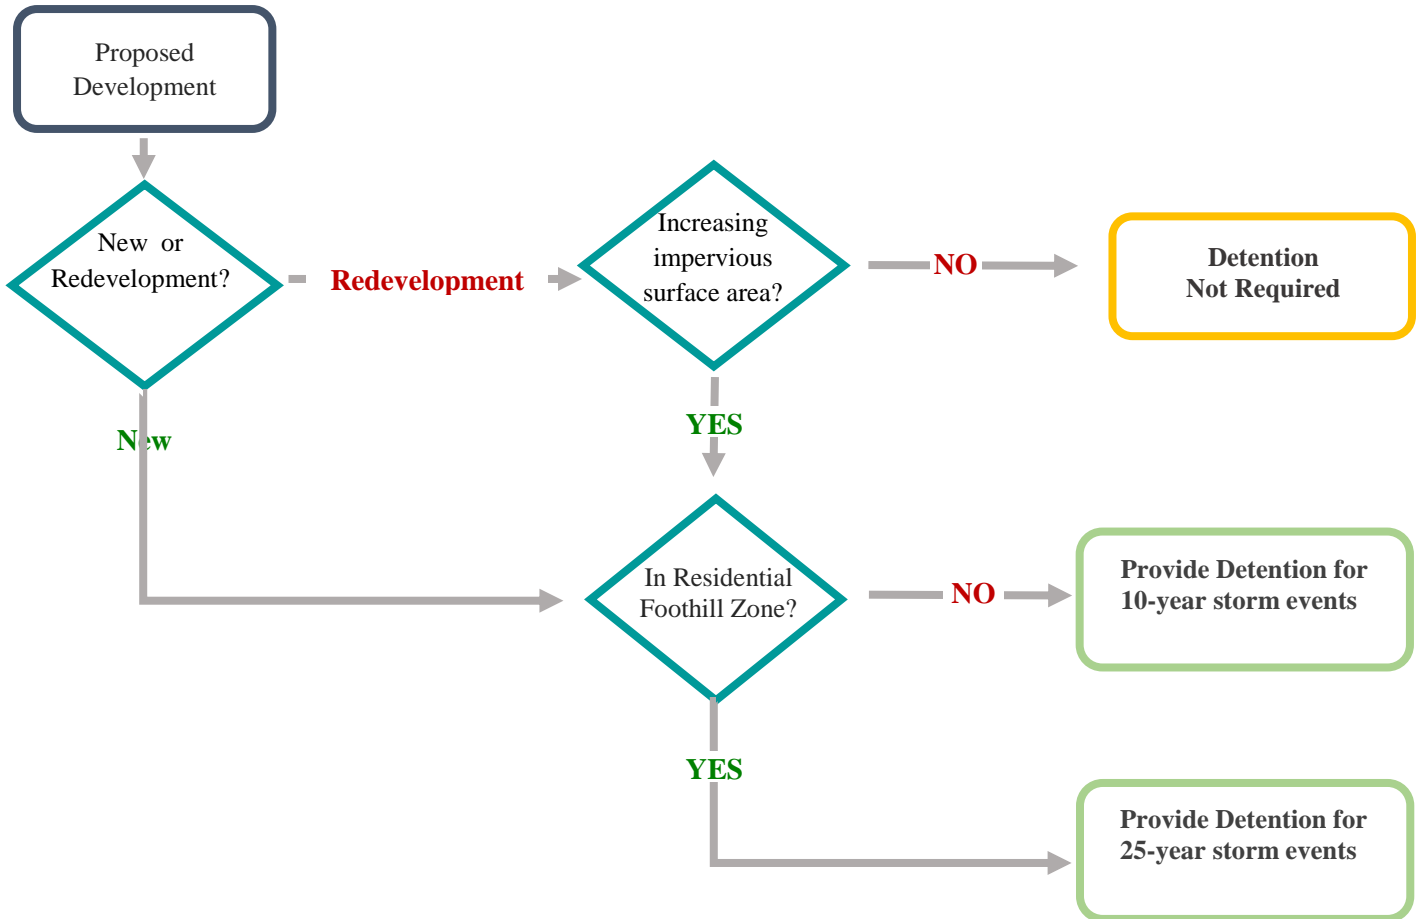 Proposed
Development
New or
Redevelopment?
Redevelopment
Increasing
impervious
surface area?
NO
Detention
Not Required
New
YES
In Residential
Foothill Zone?
NO
Provide Detention for
10-year storm events
YES
Provide Detention for
25-year storm events